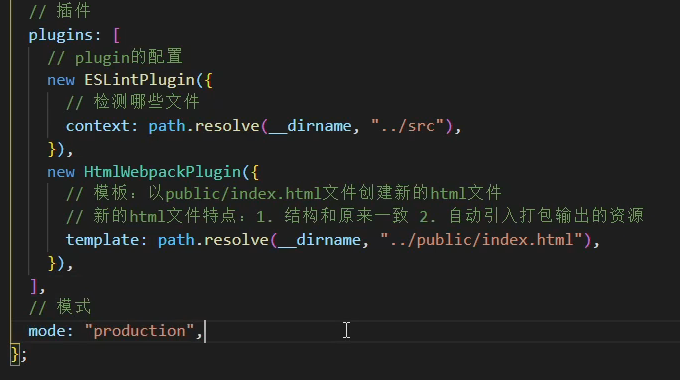 // 插件
plugins: [
// plugin的配置
new ESLintPlugin({
// 检测哪些文件
context: path.resolve(__dirname, "../src"),
}),
new HtmlWebpackPlugin({
// 模板：以public/index.html文件创建新的html文件
// 新的html文件特点：1. 结构和原来一致 2. 自动引入打包输出的资源
template: path.resolve(__dirname, "../public/index.html"),
}),
],
// 模式
mode: "production",
};